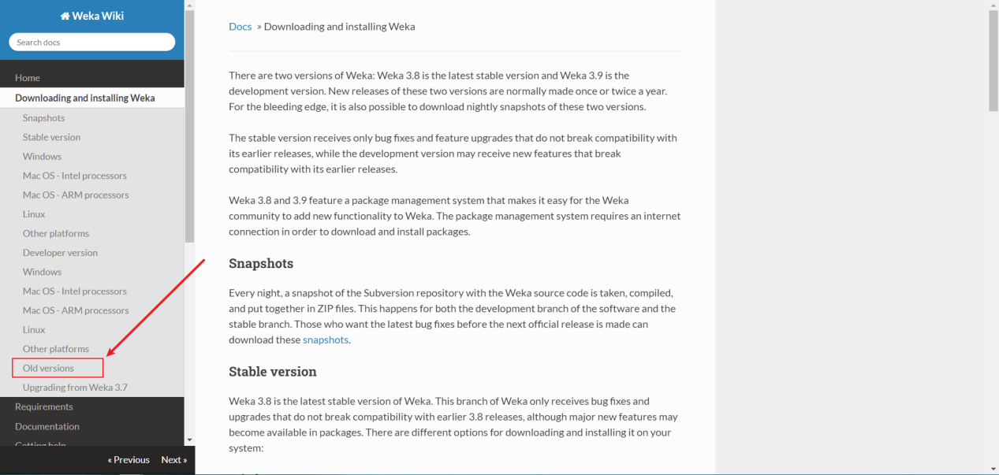 Weka Wiki
Search docs
Home
Downloading and installing Weka
Snapshots
Stable version
Windows
Mac OS - Intel processors
Mac OS - ARM processors
Linux
Other platforms
Developer version
Windows
Mac OS - Intel processors
Mac OS - ARM processors
Linux
Other platforms
Old versions
Upgrading from Weka 3.7
Requirements
Documentation
Getting help
« Previous Next »
Docs » Downloading and installing Weka
There are two versions of Weka: Weka 3.8 is the latest stable version and Weka 3.9 is the
development version. New releases of these two versions are normally made once or twice a year.
For the bleeding edge, it is also possible to download nightly snapshots of these two versions.
The stable version receives only bug fixes and feature upgrades that do not break compatibility with
its earlier releases, while the development version may receive new features that break
compatibility with its earlier releases.
Weka 3.8 and 3.9 feature a package management system that makes it easy for the Weka
community to add new functionality to Weka. The package management system requires an internet
connection in order to download and install packages.
Snapshots
Every night, a snapshot of the Subversion repository with the Weka source code is taken, compiled,
and put together in ZIP files. This happens for both the development branch of the software and the
stable branch. Those who want the latest bug fixes before the next official release is made can
download these snapshots.
Stable version
Weka 3.8 is the latest stable version of Weka. This branch of Weka only receives bug fixes and
upgrades that do not break compatibility with earlier 3.8 releases, although major new features may
become available in packages. There are different options for downloading and installing it on your
system: